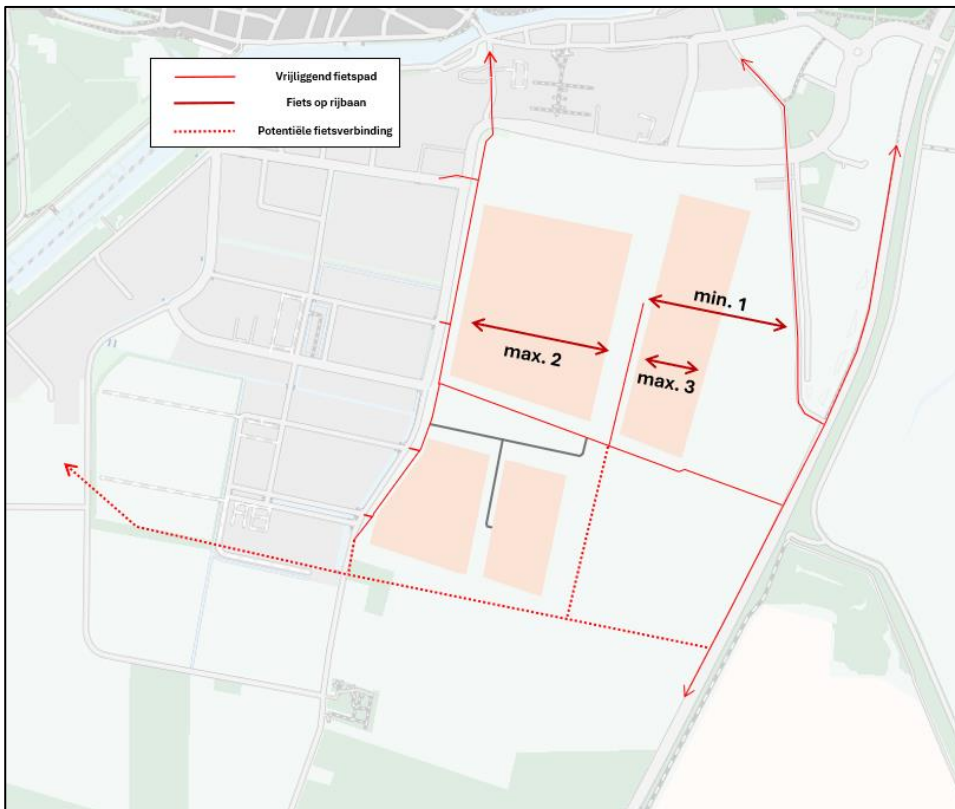 Vrijliggend fietspad
Fiets op rijbaan
Potentiële fietsverbinding
min. 1
max. 2
max. 3